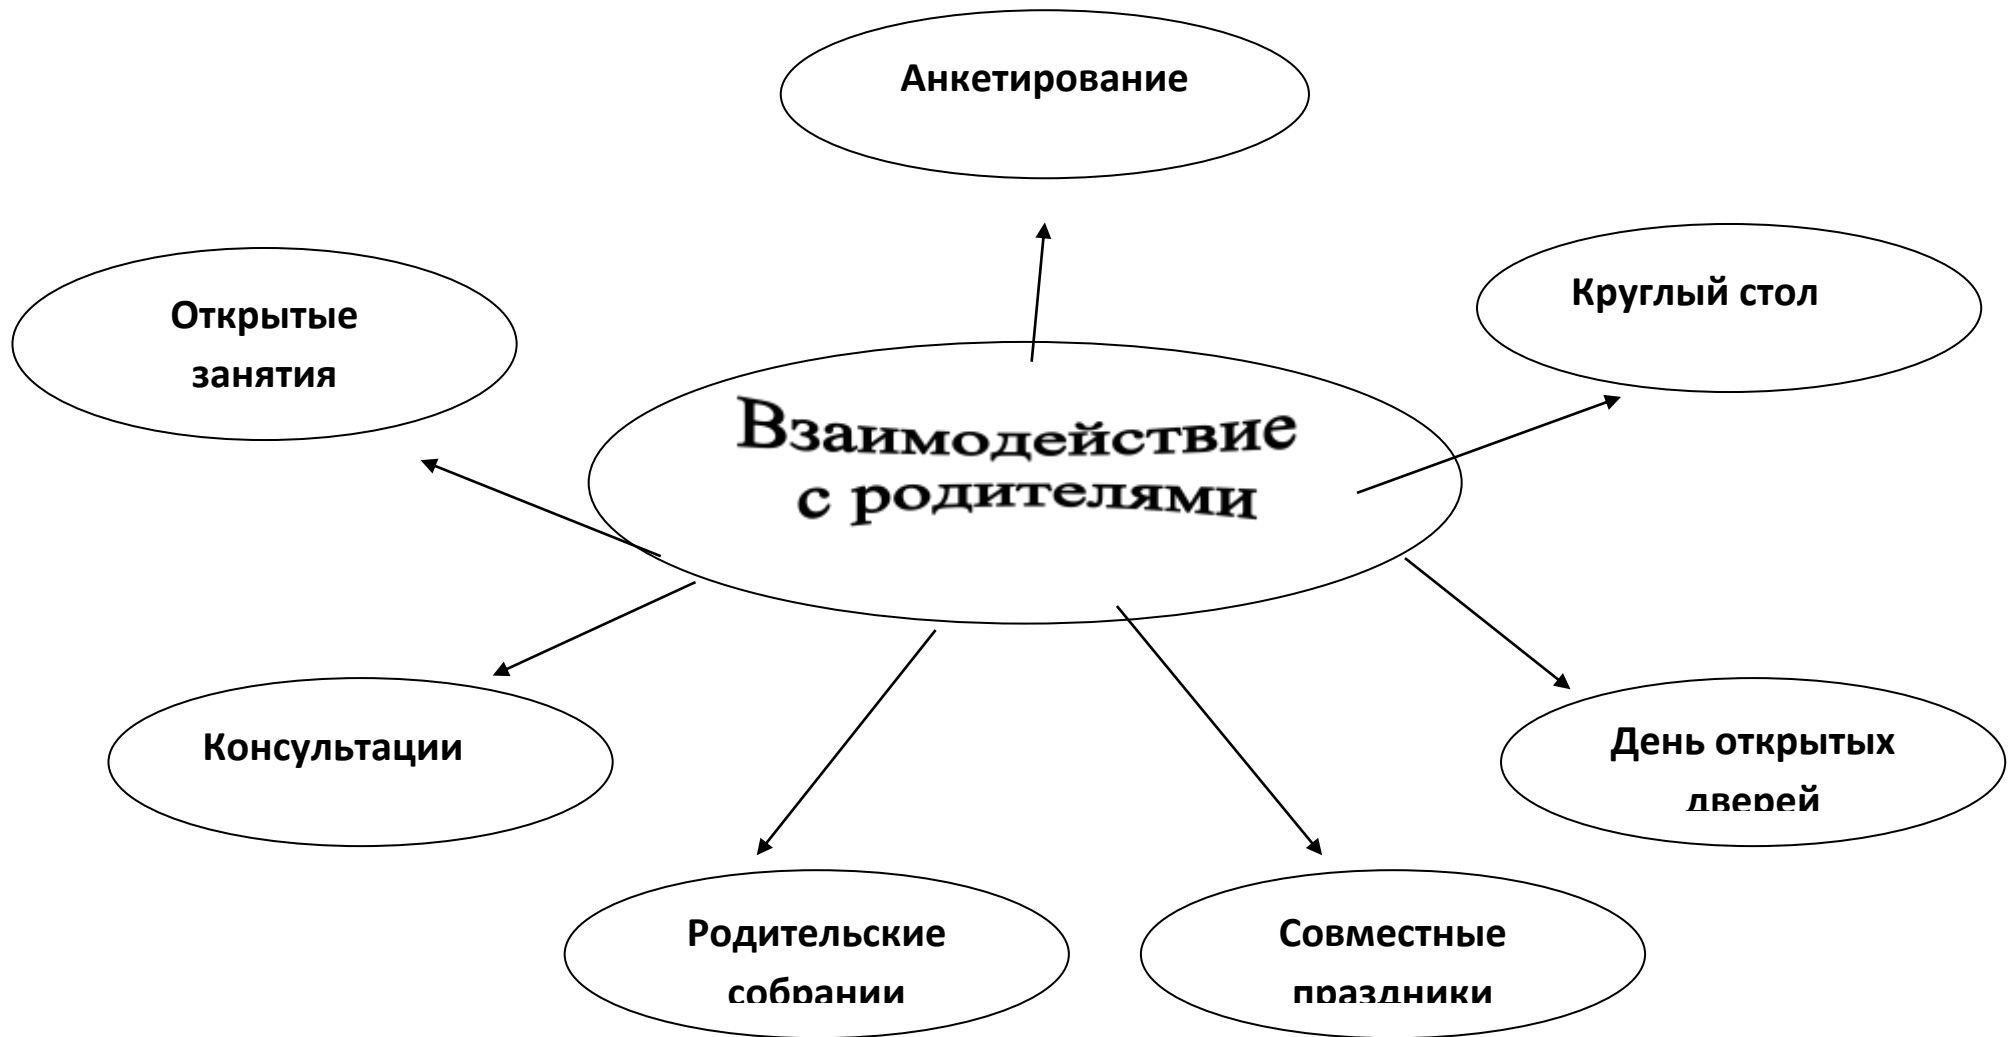 Анкетирование
Круглый стол
Открытые
занятия
Взаимодействие
с родителями
Консультации
День открытых
дверей
Родительские
собрании
Совместные
праздники